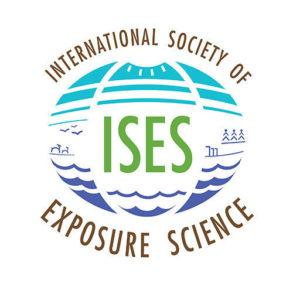 INTERNATIONAL SOCIETY OF
ISES
EXPOSURE SCIENCE